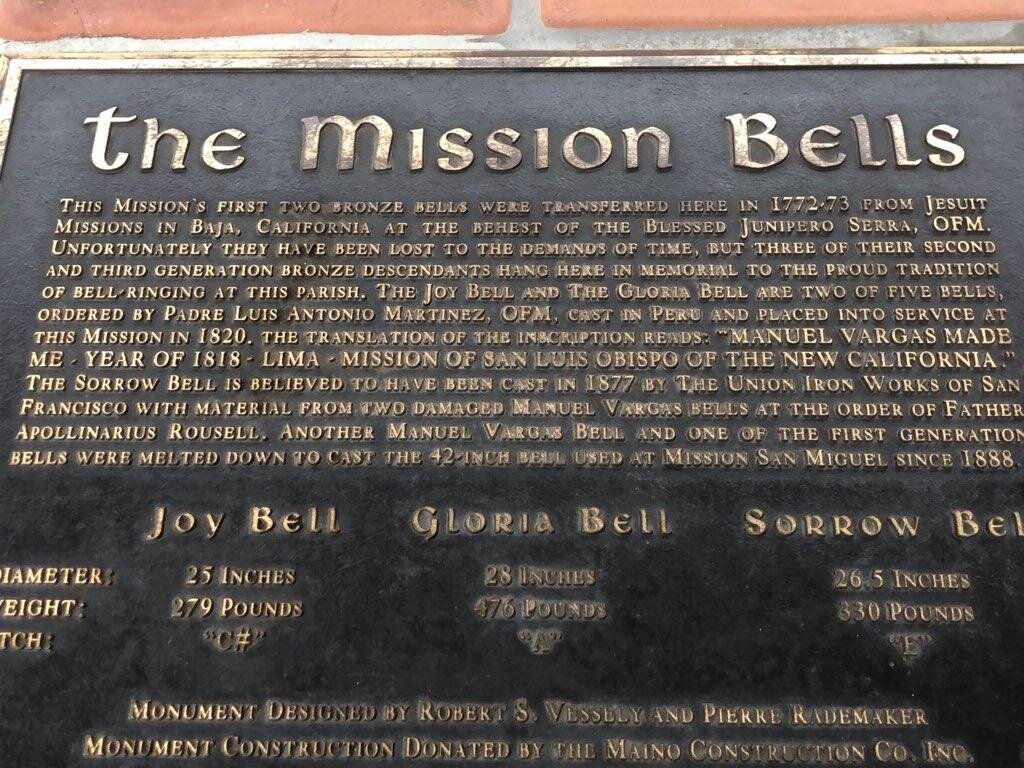 The Mission Bells
This Mission's first two bronze bells were transferred here in 1772-73 from Jesuit
Missions in Baja, California at the behest of the Blessed Junipero Serra, OFM.
Unfortunately they have been lost to the demands of time, but three of their second
and third generation bronze descendants hang here in memorial to the proud tradition
of bell-ringing at this parish. The Joy Bell and The Gloria Bell are two of five bells,
ordered by Padre Luis Antonio Martinez, OFM, cast in Peru and placed into service at
this Mission in 1820. The translation of the inscription reads: "MANUEL VARGAS MADE
ME - YEAR OF 1818 - LIMA - MISSION OF SAN LUIS OBISPO OF THE NEW CALIFORNIA."
The Sorrow Bell is believed to have been cast in 1877 by The Union Iron Works of San
Francisco with material from two damaged Manuel Vargas bells at the order of Father
Apollinarius Rousell. Another Manuel Vargas Bell and one of the first generation
bells were melted down to cast the 42-inch bell used at Mission San Miguel since 1888.
Joy Bell Gloria Bell Sorrow Bel
iameter: 25 Inches 28 Inches 26.5 Inches
eight: 279 Pounds 476 Pounds 330 Pounds
tch: "C#" "A"
Monument Designed by Robert S. Vessely and Pierre Rademaker
Monument Construction Donated by the Maino Construction Co. Inc.